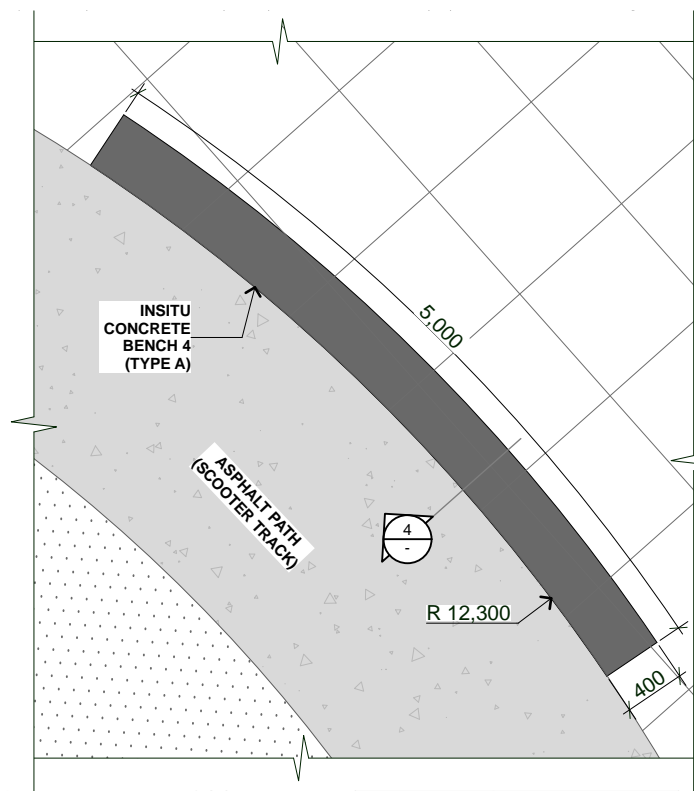 5,000
INSITU
CONCRETE
BENCH 4
(TYPE A)
ASPHALT PATH
(SCOOTER TRACK)
4
-
R 12,300
400